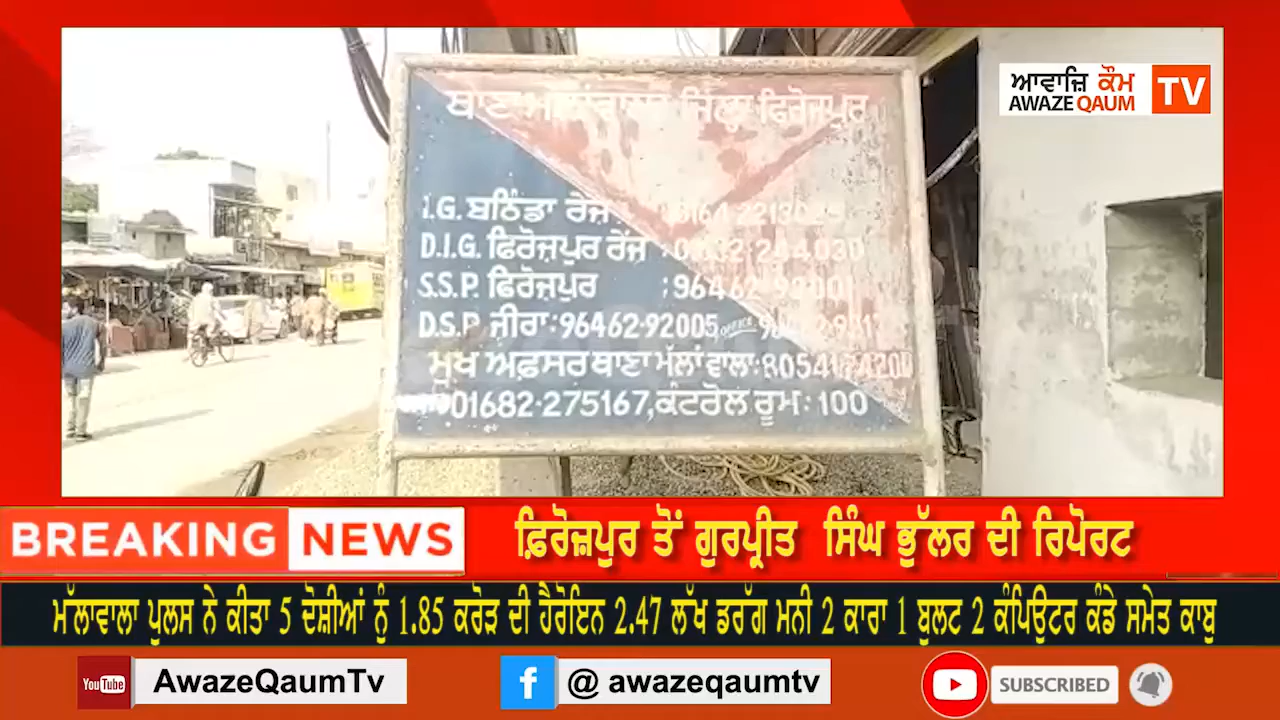 ਆਵਾਜ਼ਿ ਕੌਮ
AWAZE QAUM TV
ਜ਼ਿਲ੍ਹਾ ਫਿਰੋਜਪੁਰ
I.G. ਬਠਿੰਡਾ ਰੇਂਜ
D.I.G. ਫਿਰੋਜ਼ਪੁਰ ਰੇਂਜ :
S.S.P. ਫਿਰੋਜ਼ਪੁਰ :
D.S.P. ਜੀਰਾ:96462-92005 OFFICE
ਮੁਖ ਅਫ਼ਸਰ ਥਾਣਾ ਮੱਲਾਂ ਵਾਲਾ:
01682-275167,ਕੰਟਰੋਲ ਰੂਮ: 100
BREAKING NEWS
ਫ਼ਿਰੋਜ਼ਪੁਰ ਤੋਂ ਗੁਰਪ੍ਰੀਤ ਸਿੰਘ ਭੁੱਲਰ ਦੀ ਰਿਪੋਰਟ
ਮੱਲਾਵਾਲਾ ਪੁਲਸ ਨੇ ਕੀਤਾ 5 ਦੋਸ਼ੀਆਂ ਨੂੰ 1.85 ਕਰੋੜ ਦੀ ਹੈਰੋਇਨ 2.47 ਲੱਖ ਡਰੱਗ ਮਨੀ 2 ਕਾਰਾ 1 ਬੁਲਟ 2 ਕੰਪਿਊਟਰ ਕੰਡੇ ਸਮੇਤ ਕਾਬੂ
YouTube AwazeQaumTv
f @ awazeqaumtv
SUBSCRIBED